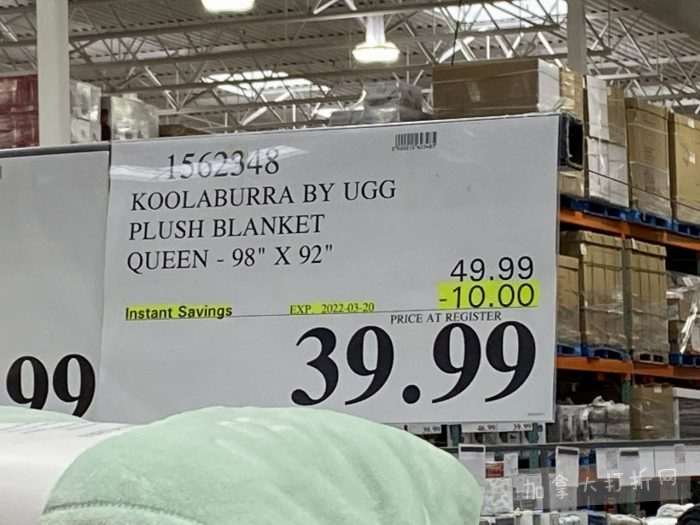 1562348
KOOLABURRA BY UGG
PLUSH BLANKET
QUEEN - 98" X 92"
49.99
-10.00
Instant Savings EXP. 2022-03-20
PRICE AT REGISTER
39.99
99
加拿大打折网